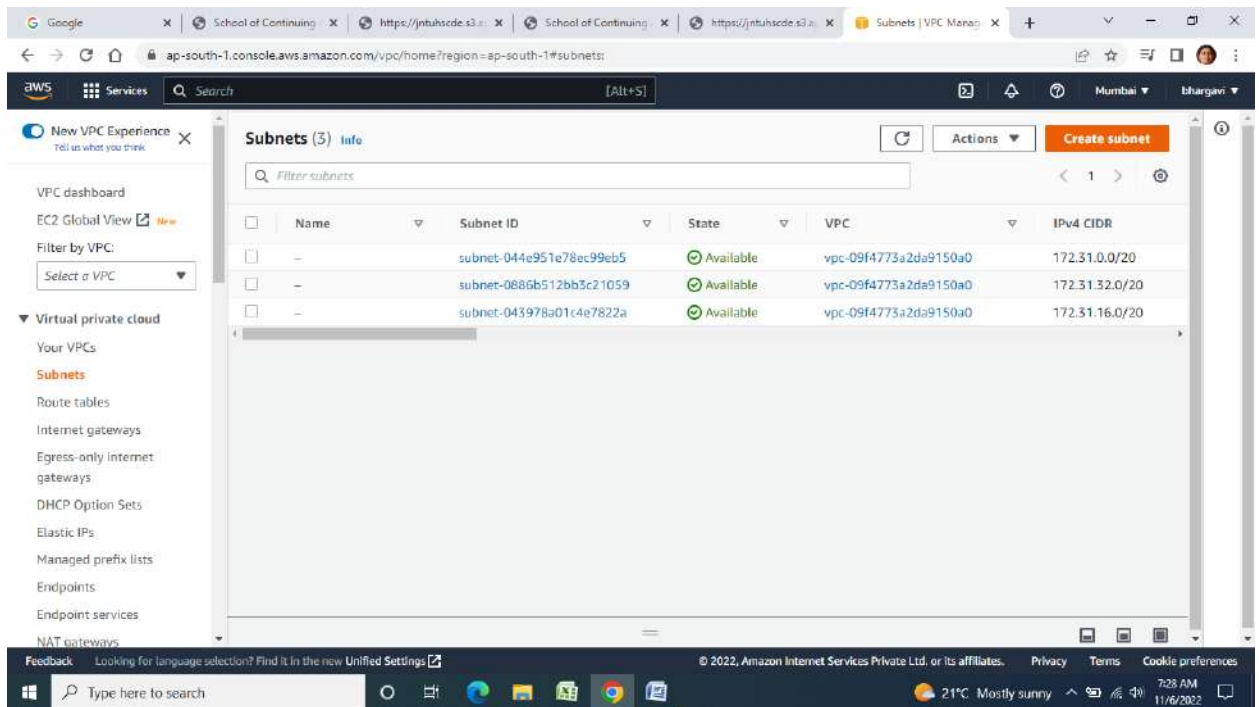 Google
School of Continuing
https://jntuhscde.s3.
School of Continuing
https://jntuhscde.s3.
Subnets | VPC Manag
ap-south-1.console.aws.amazon.com/vpc/home?region=ap-south-1#subnets:
aws
Services
Search
[Alt+S]
Mumbai
bhargavi
New VPC Experience
Tell us what you think
VPC dashboard
EC2 Global View New
Filter by VPC:
Select a VPC
Virtual private cloud
Your VPCs
Subnets
Route tables
Internet gateways
Egress-only internet
gateways
DHCP Option Sets
Elastic IPs
Managed prefix lists
Endpoints
Endpoint services
NAT gateways
Subnets (3) Info
Actions
Create subnet
Filter subnets
1
Name Subnet ID State VPC IPv4 CIDR
– subnet-044e951e78ec99eb5 Available vpc-09f4773a2da9150a0 172.31.0.0/20
– subnet-0886b512bb3c21059 Available vpc-09f4773a2da9150a0 172.31.32.0/20
– subnet-043978a01c4e7822a Available vpc-09f4773a2da9150a0 172.31.16.0/20
Feedback Looking for language selection? Find it in the new Unified Settings © 2022, Amazon Internet Services Private Ltd. or its affiliates. Privacy Terms Cookie preferences
Type here to search
21°C Mostly sunny
7:28 AM
11/6/2022